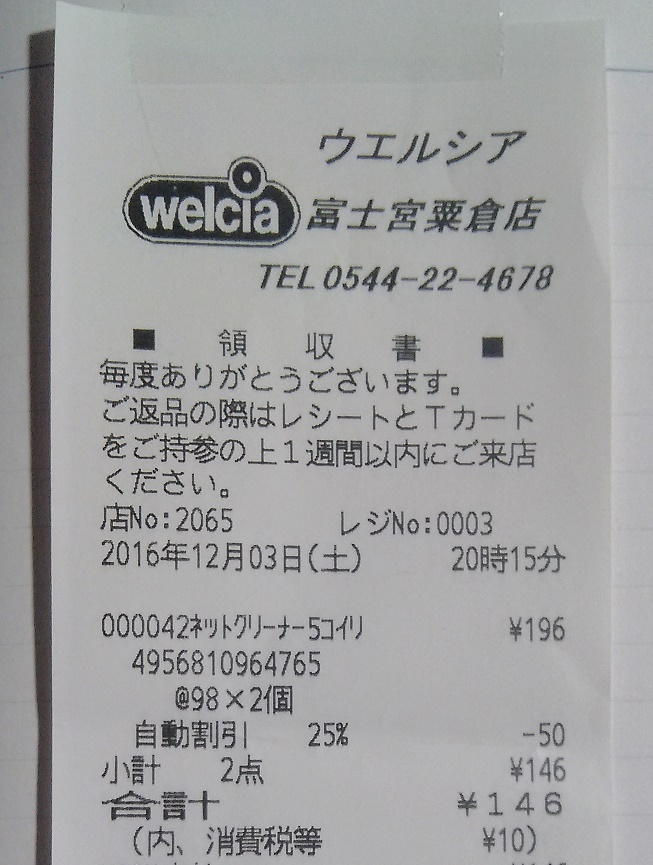 ウエルシア
welcia
富士宮粟倉店
TEL 0544-22-4678
■ 領 収 書 ■
毎度ありがとうございます。
ご返品の際はレシートとTカード
をご持参の上1週間以内にご来店
ください。
店No:2065 レジNo:0003
2016年12月03日(土) 20時15分
000042ネットクリーナー5コイリ ¥196
4956810964765
@98×2個
自動割引 25% -50
小計 2点 ¥146
合計 ¥146
(内、消費税等 ¥10)